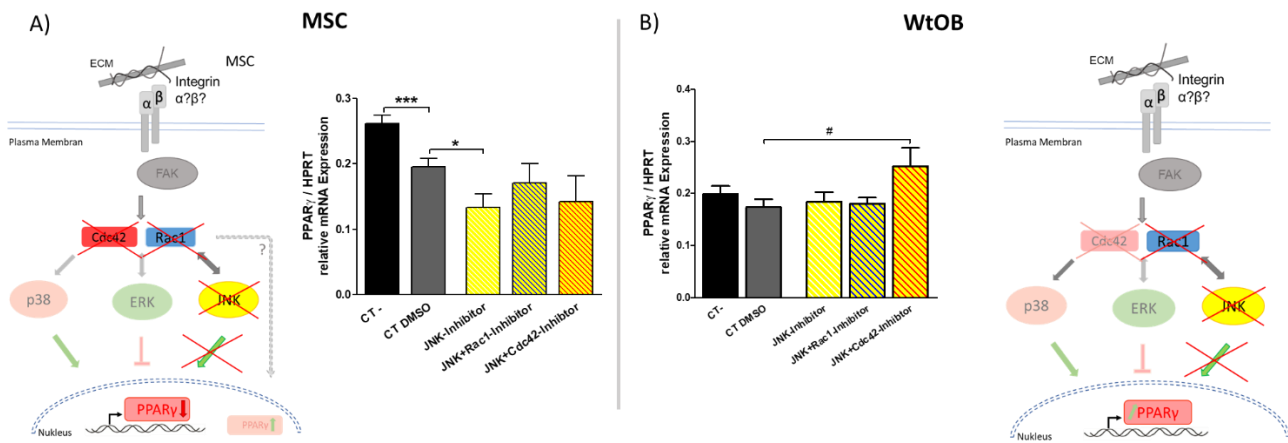 A)
MSC
ECM
MSC
Integrin
α?β?
α
β
Plasma Membran
FAK
Cdc42
Rac1
?
p38
ERK
JNK
PPARγ
PPARγ
Nukleus
PPARγ / HPRT
relative mRNA Expression
0.3
0.2
0.1
0.0
***
*
CT -
CT DMSO
JNK-Inhibitor
JNK+Rac1-Inhibitor
JNK+Cdc42-Inhibtor
B)
WtOB
PPARγ / HPRT
relative mRNA Expression
0.4
0.3
0.2
0.1
0.0
#
CT-
CT DMSO
JNK-Inhibitor
JNK+Rac1-Inhibitor
JNK+Cdc42-Inhibtor
ECM
Integrin
α?β?
α
β
Plasma Membran
FAK
Cdc42
Rac1
p38
ERK
JNK
PPARγ
Nukleus